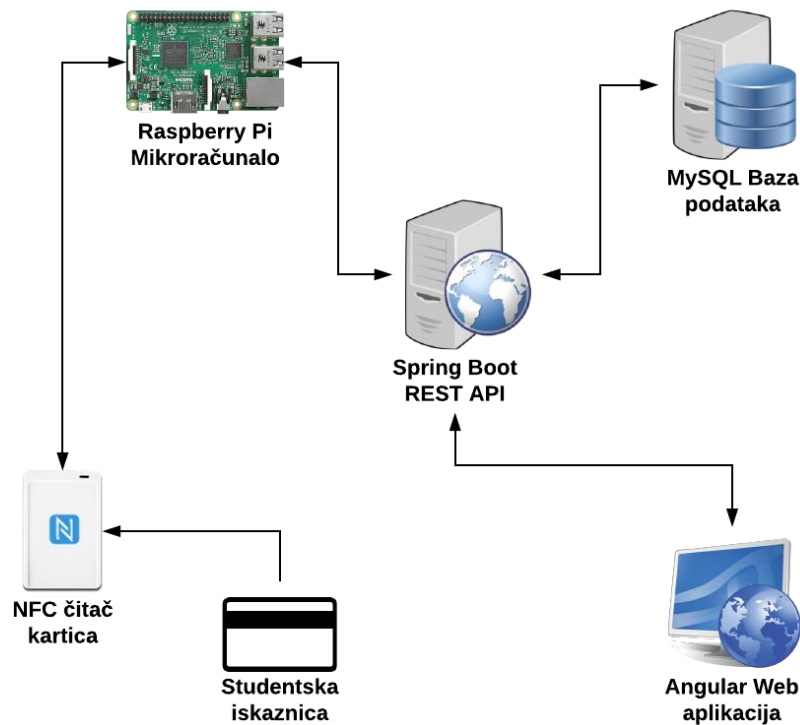 Raspberry Pi
Mikroračunalo
MySQL Baza
podataka
Spring Boot
REST API
NFC čitač
kartica
Studentska
iskaznica
Angular Web
aplikacija